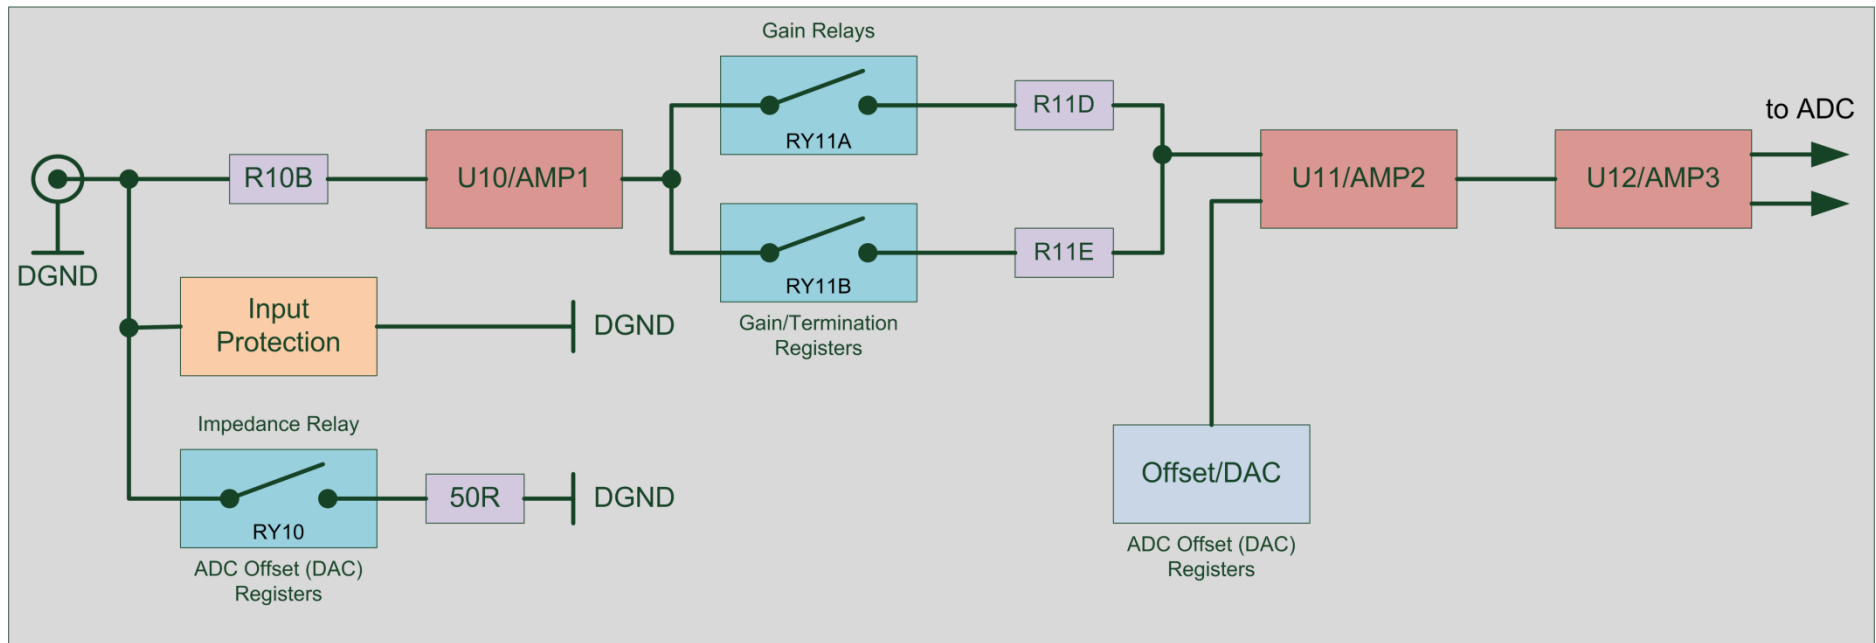 Gain Relays
RY11A
R11D
to ADC
R10B
U10/AMP1
U11/AMP2
U12/AMP3
DGND
RY11B
R11E
Gain/Termination
Registers
Input
Protection
DGND
Impedance Relay
RY10
50R
DGND
ADC Offset (DAC)
Registers
Offset/DAC
ADC Offset (DAC)
Registers